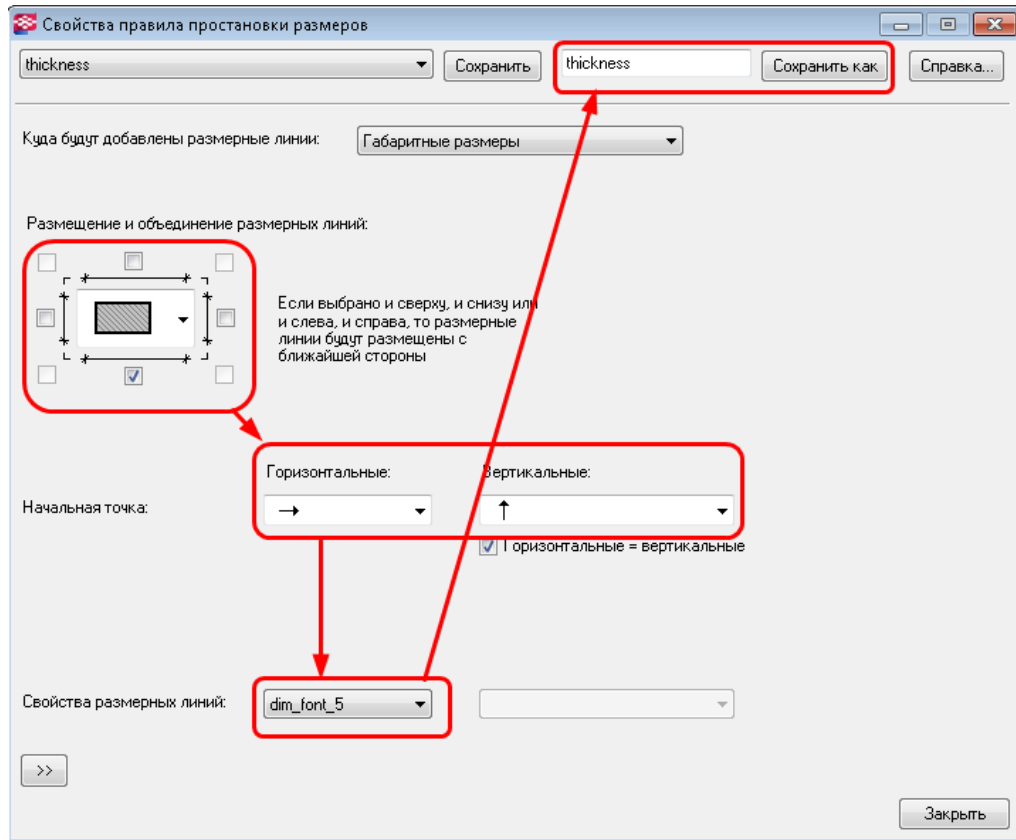 Свойства правила простановки размеров
thickness Сохранить thickness Сохранить как Справка...
Куда будут добавлены размерные линии: Габаритные размеры
Размещение и объединение размерных линий:
Если выбрано и сверху, и снизу или
и слева, и справа, то размерные
линии будут размещены с
ближайшей стороны
Горизонтальные: Вертикальные:
Начальная точка:
Горизонтальные = вертикальные
Свойства размерных линий: dim_font_5
>>
Закрыть